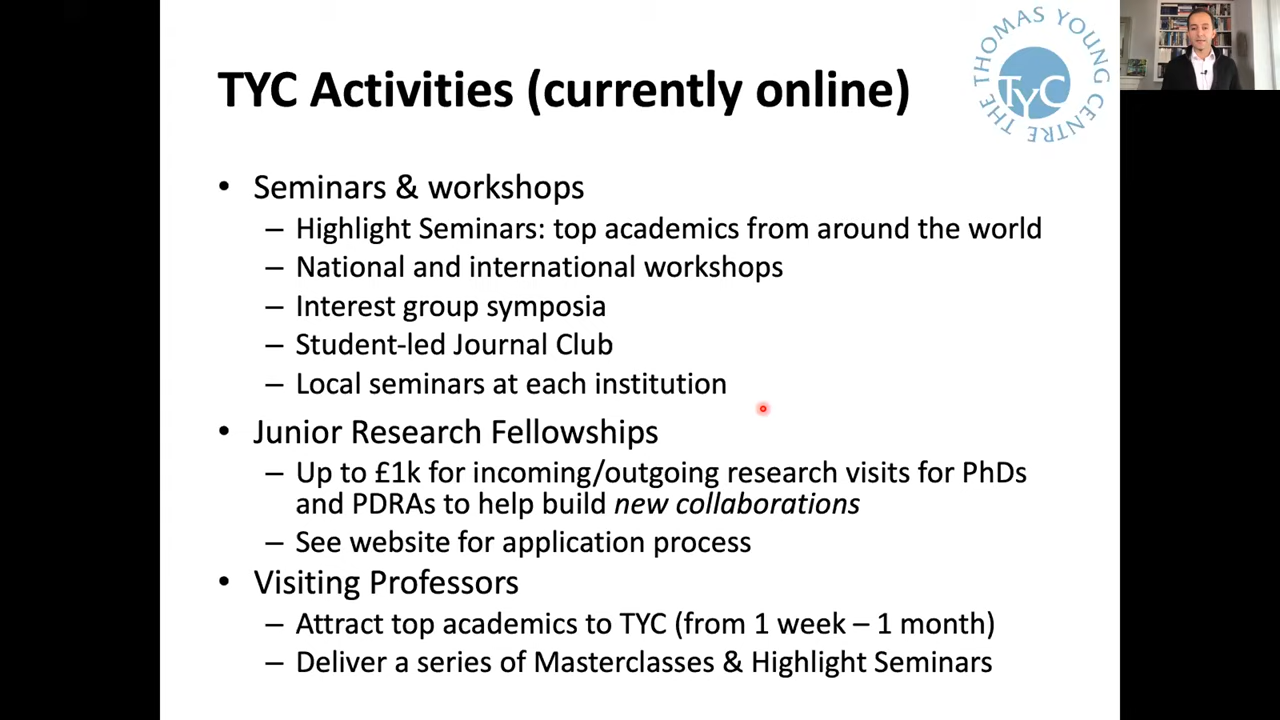 TYC Activities (currently online)
THE THOMAS YOUNG CENTRE
TYC
• Seminars & workshops
– Highlight Seminars: top academics from around the world
– National and international workshops
– Interest group symposia
– Student-led Journal Club
– Local seminars at each institution
• Junior Research Fellowships
– Up to £1k for incoming/outgoing research visits for PhDs
and PDRAs to help build new collaborations
– See website for application process
• Visiting Professors
– Attract top academics to TYC (from 1 week – 1 month)
– Deliver a series of Masterclasses & Highlight Seminars